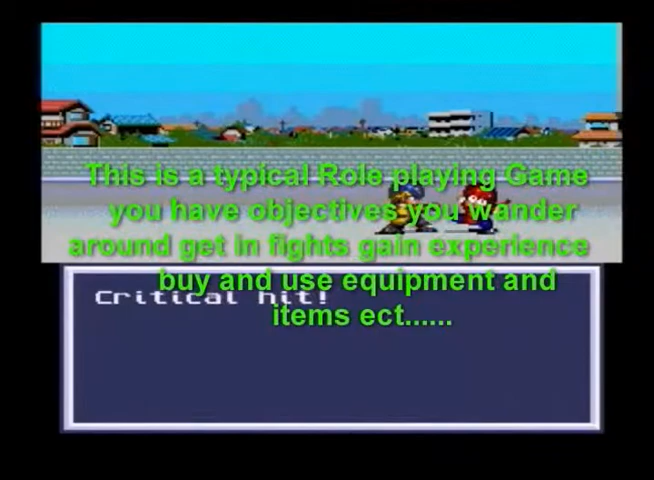 This is a typical Role playing Game
you have objectives you wander
around get in fights gain experience
buy and use equipment and
Critical hit!
items ect......